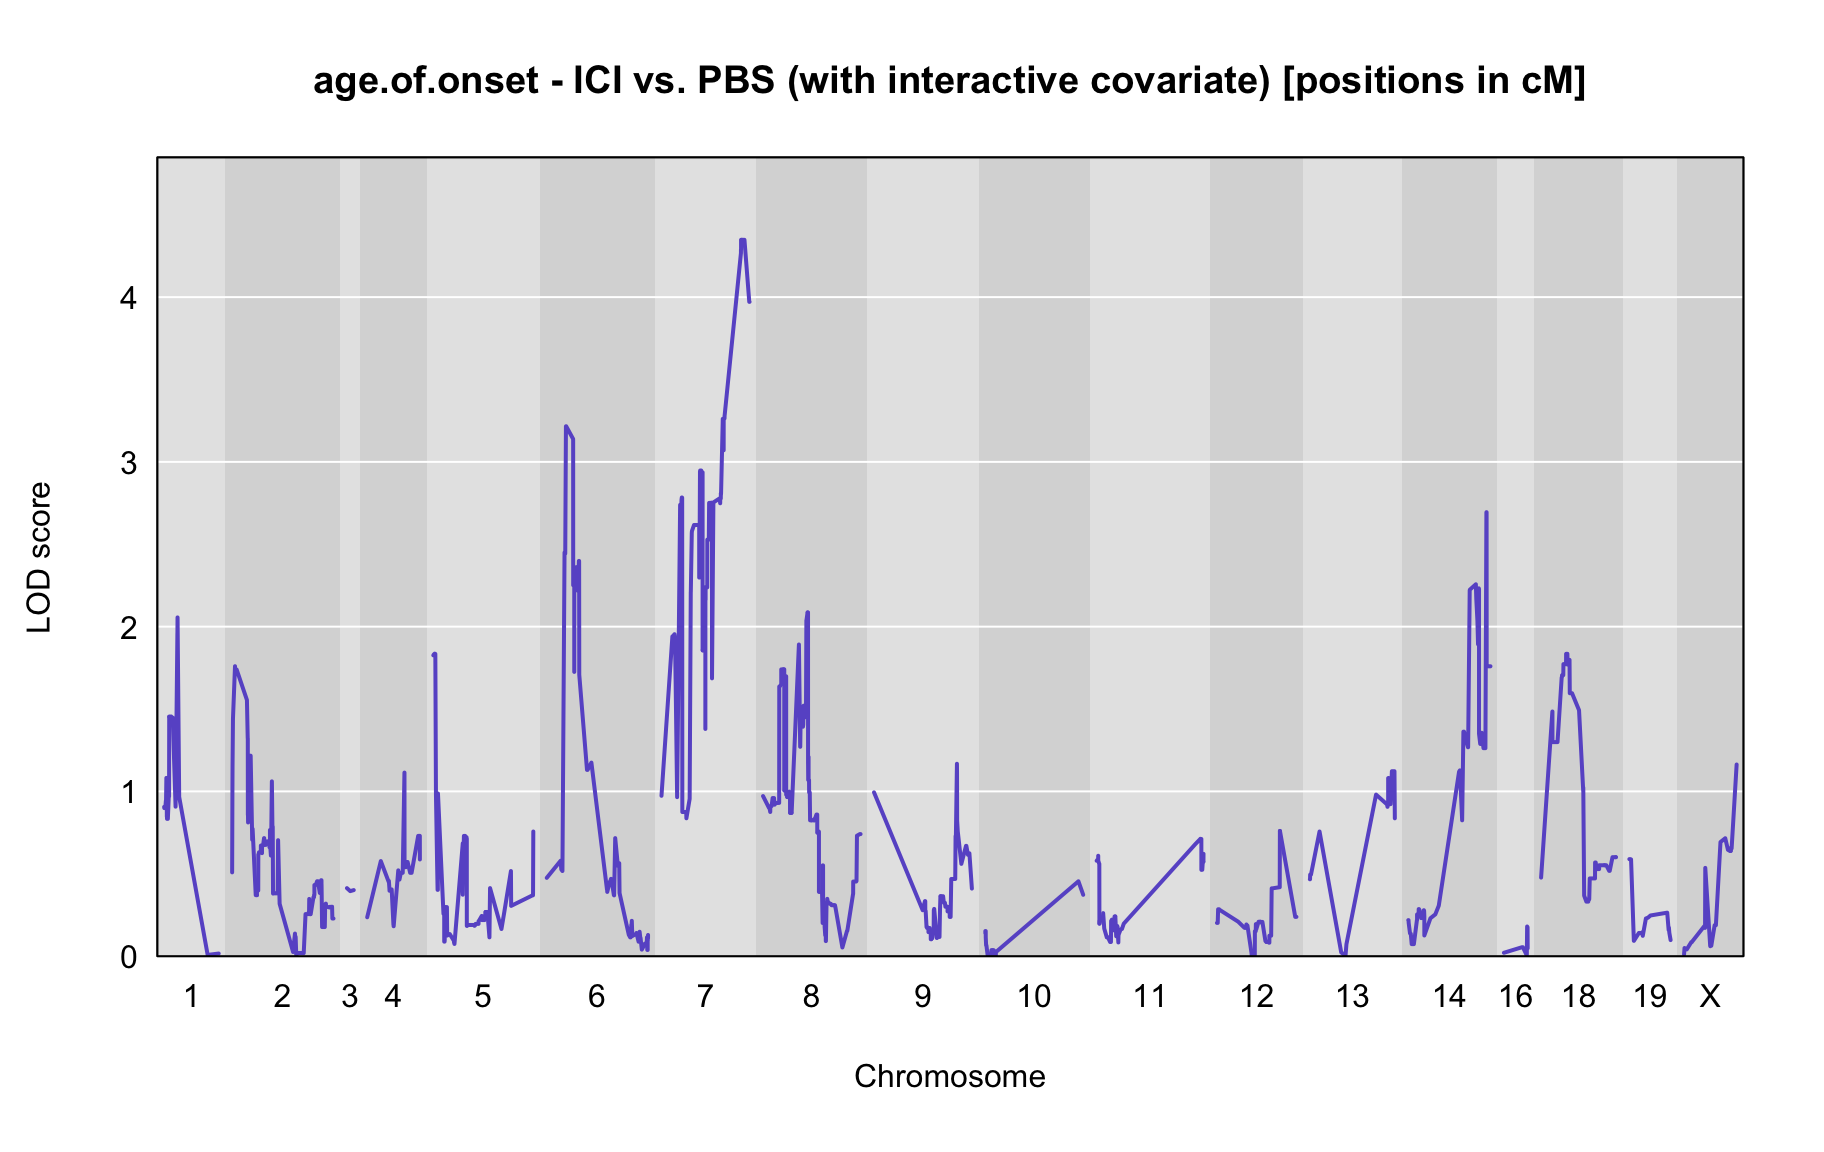 age.of.onset - ICI vs. PBS (with interactive covariate) [positions in cM]
LOD score
4
3
2
1
0
1 2 3 4 5 6 7 8 9 10 11 12 13 14 16 18 19 X
Chromosome